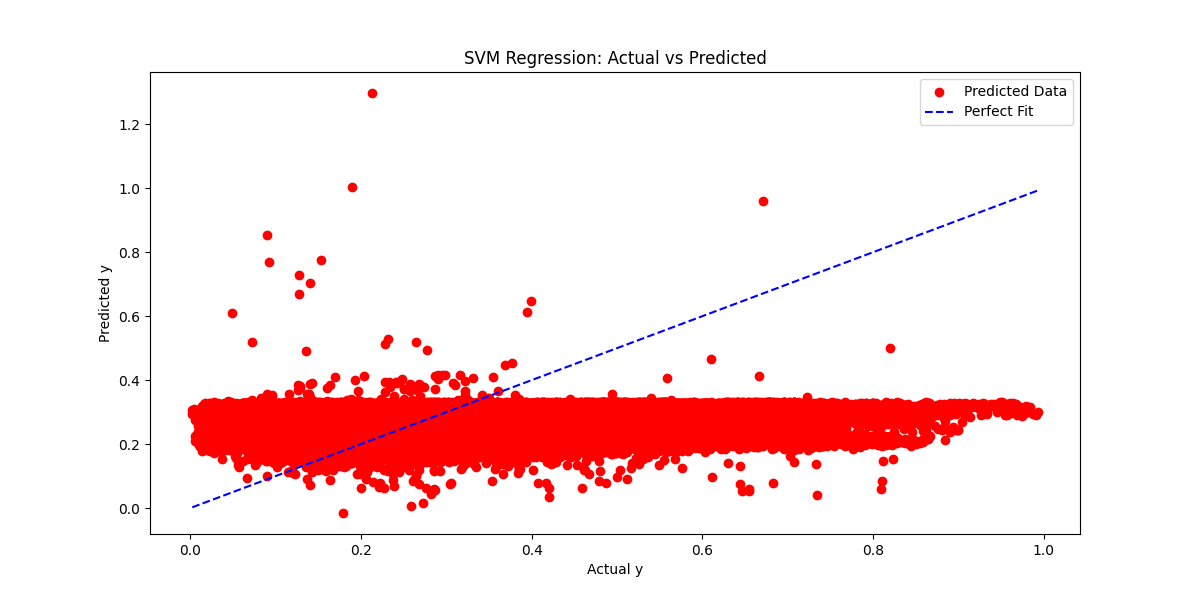 SVM Regression: Actual vs Predicted
Predicted Data
Perfect Fit
Predicted y
1.2
1.0
0.8
0.6
0.4
0.2
0.0
0.0 0.2 0.4 0.6 0.8 1.0
Actual y